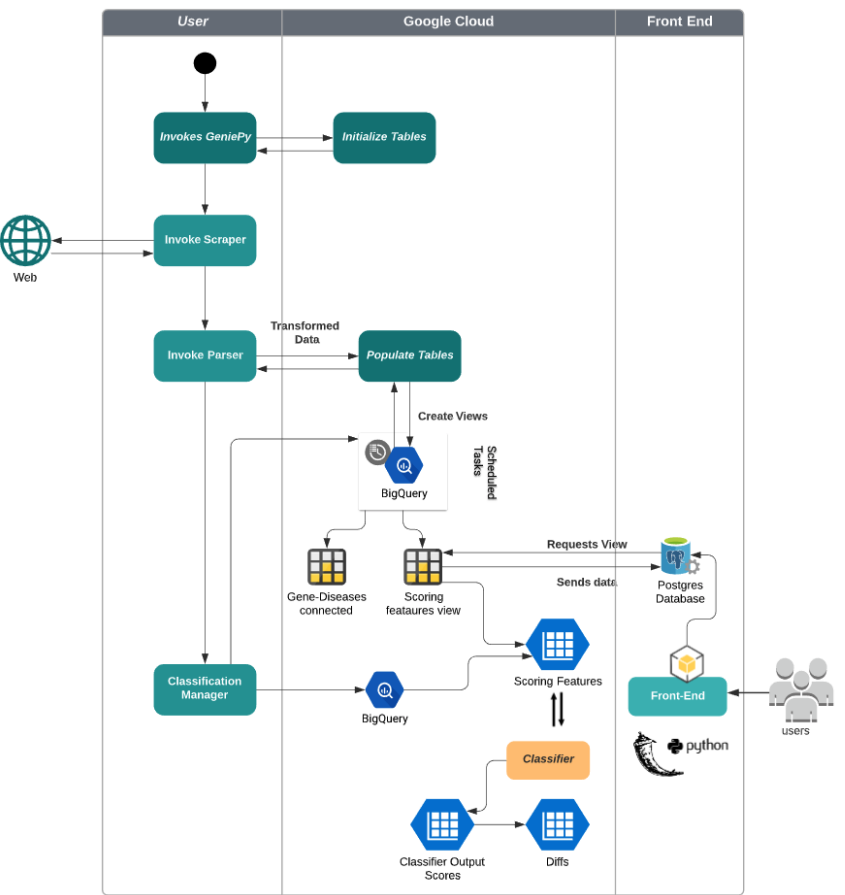 User
Google Cloud
Front End
Invokes GeniePy
Initialize Tables
Invoke Scraper
Web
Transformed
Data
Invoke Parser
Populate Tables
Create Views
Scheduled
Tasks
BigQuery
Requests View
Sends data
Gene-Diseases
connected
Scoring
feataures view
Postgres
Database
Classification
Manager
BigQuery
Scoring Features
Front-End
users
python
Classifier
Classifier Output
Scores
Diffs